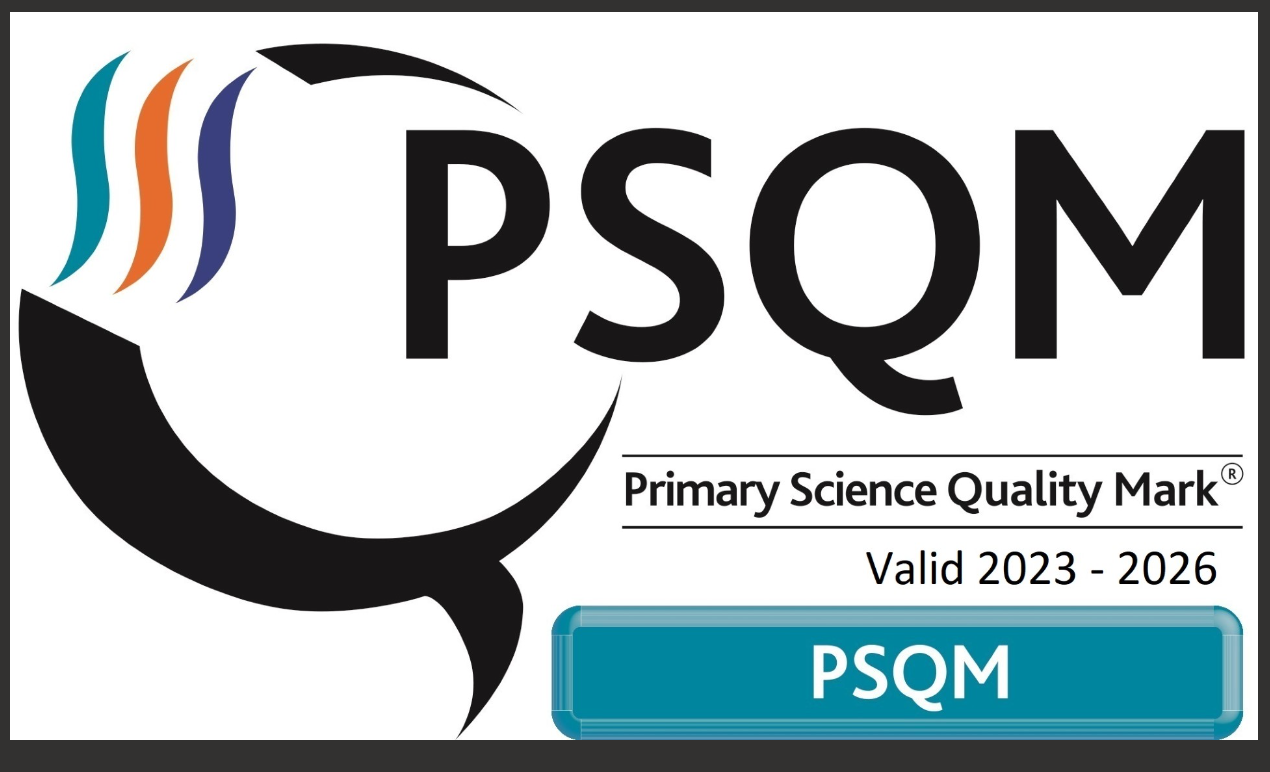 PSQM
Primary Science Quality Mark®
Valid 2023 - 2026
PSQM